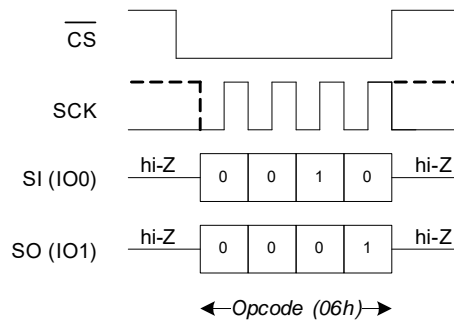 CS
SCK
hi-Z 0 0 1 0 hi-Z
SI (IO0)
hi-Z 0 0 0 1 hi-Z
SO (IO1)
Opcode (06h)